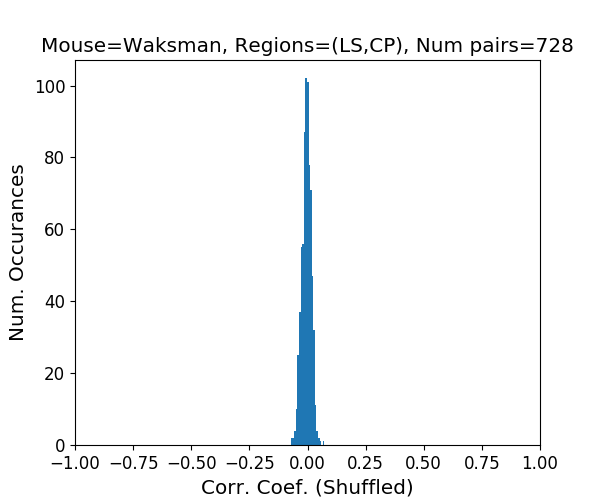 Mouse=Waksman, Regions=(LS,CP), Num pairs=728
100
80
60
40
20
0
Num. Occurances
−1.00 −0.75 −0.50 −0.25 0.00 0.25 0.50 0.75 1.00
Corr. Coef. (Shuffled)